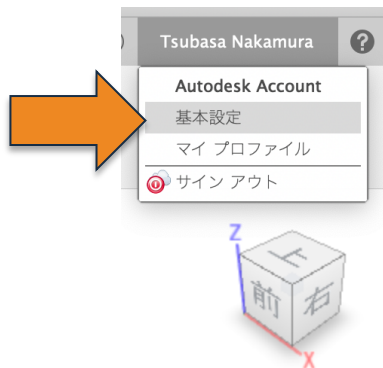 Tsubasa Nakamura
?
Autodesk Account
基本設定
マイ プロファイル
サイン アウト
Z
上
前
右
X